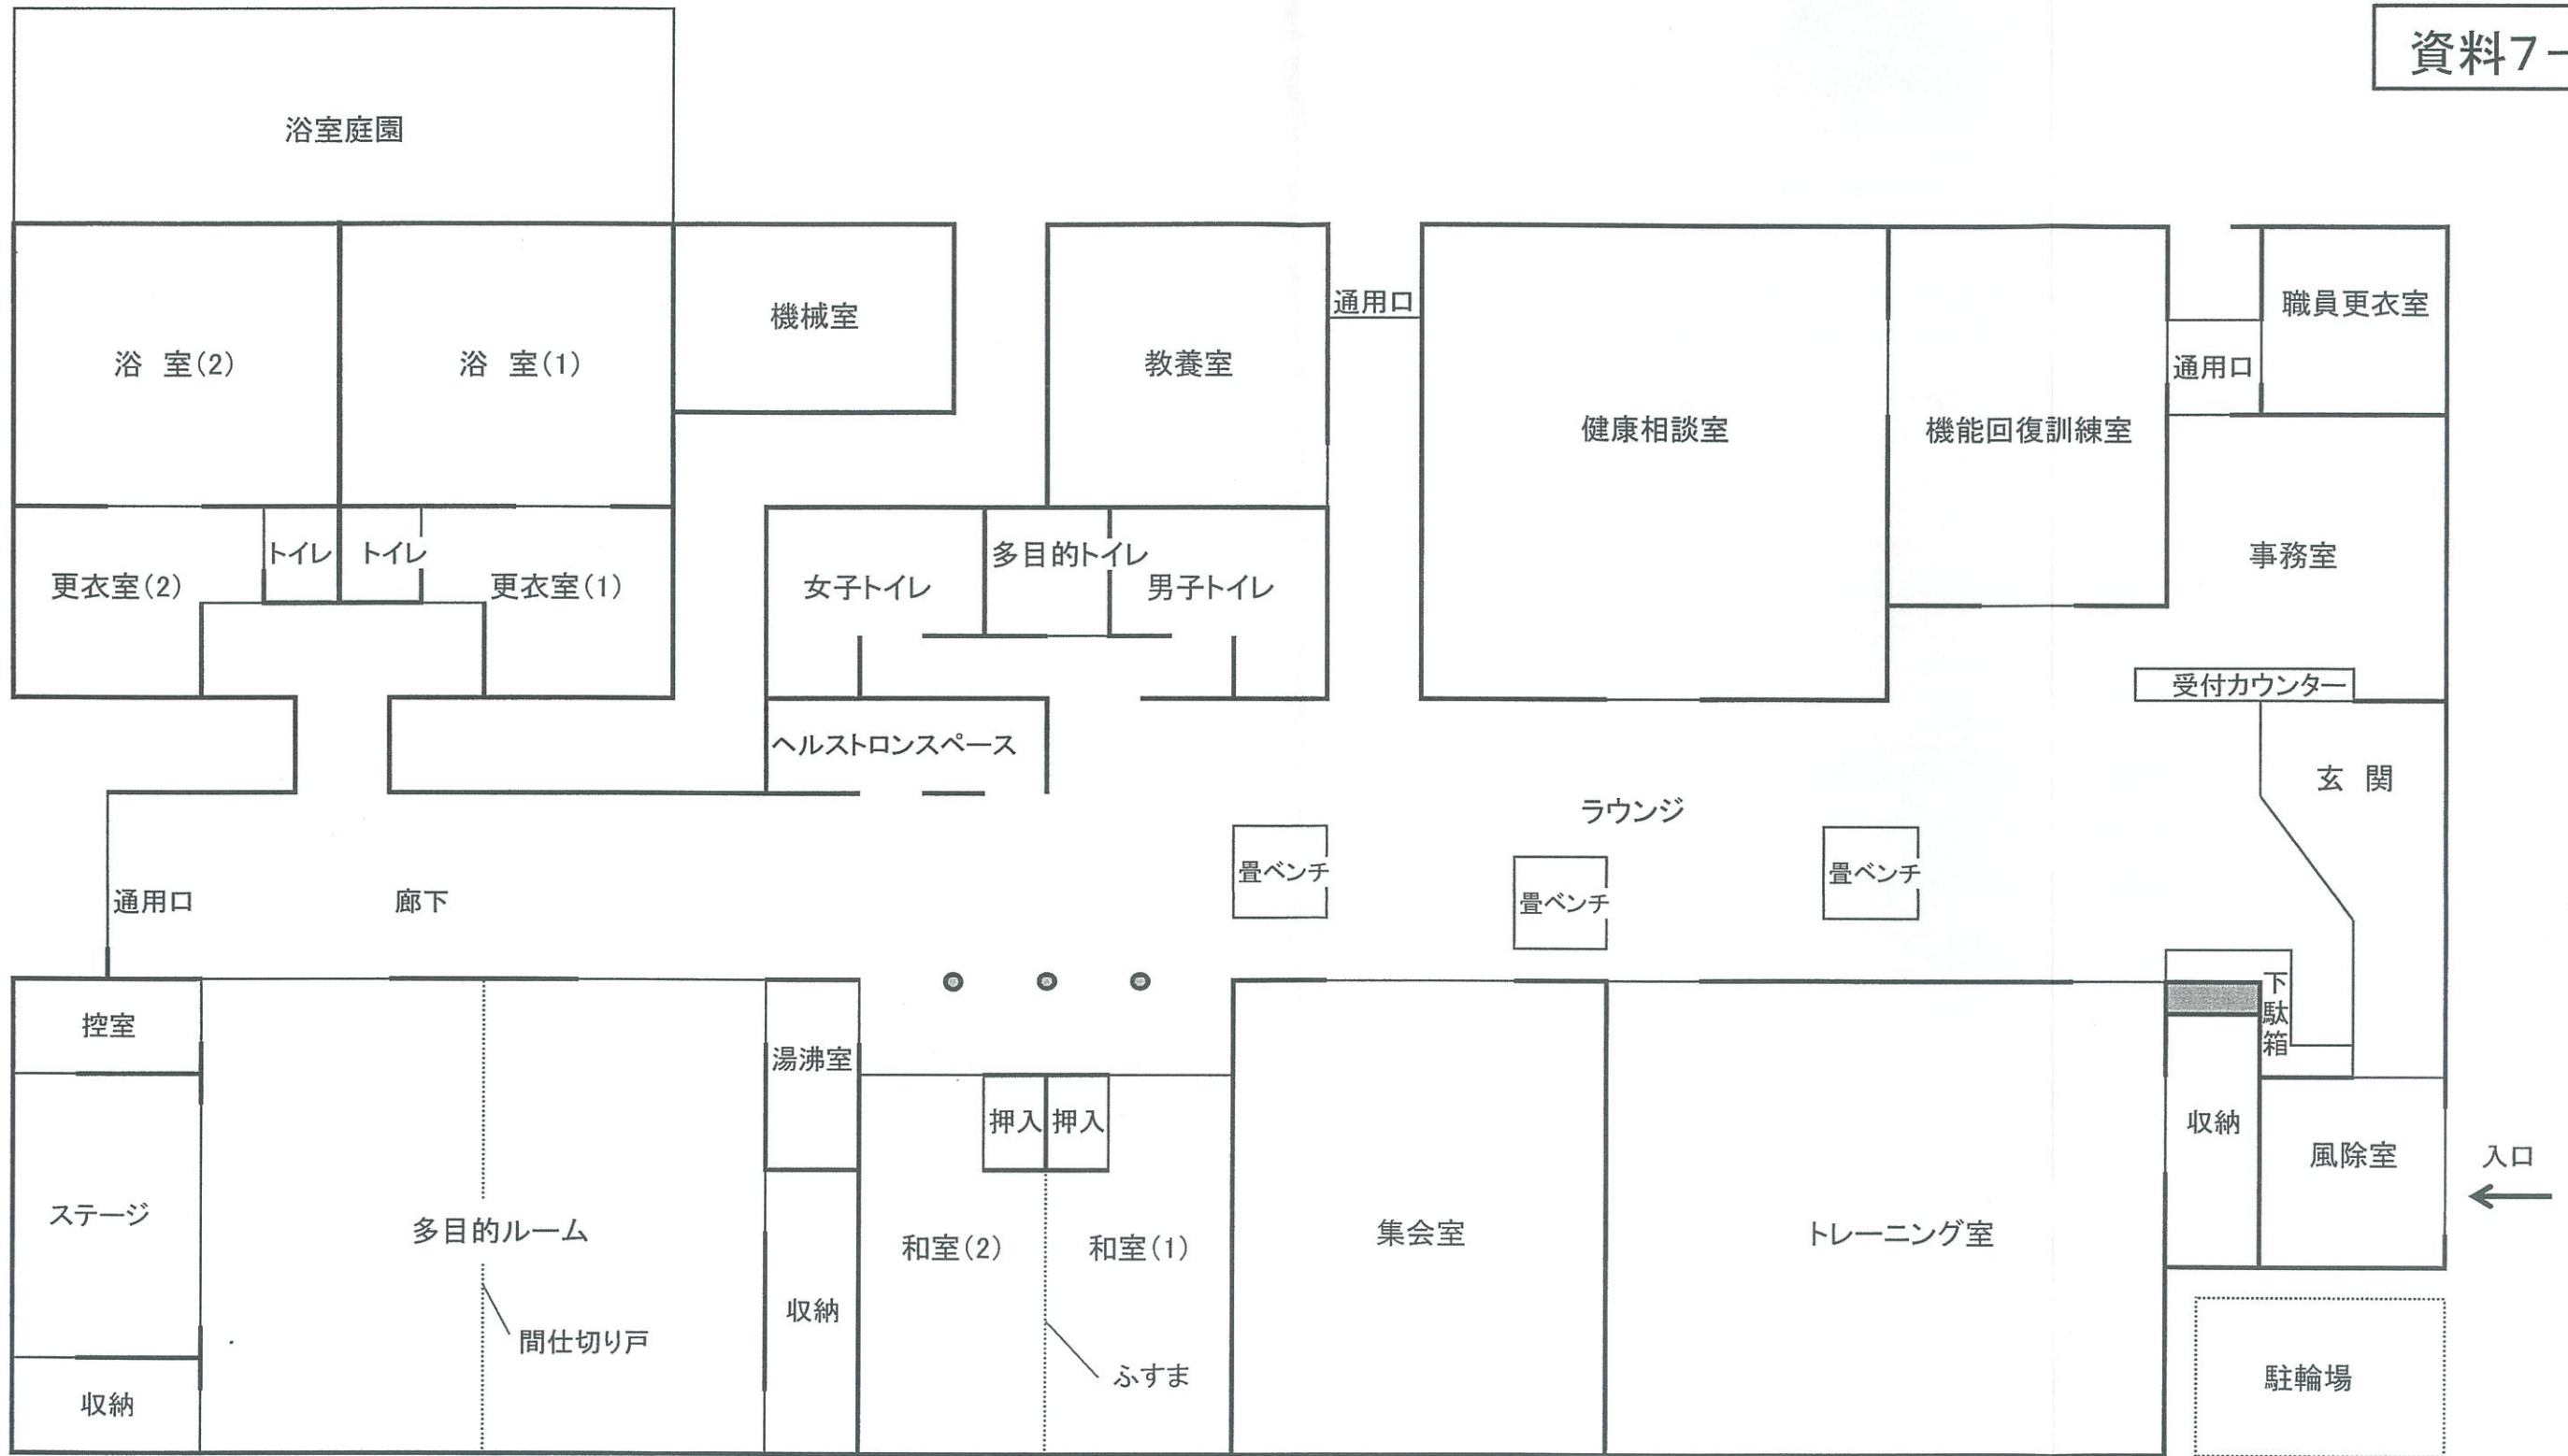 資料7-
浴室庭園
浴 室(2)
浴 室(1)
機械室
教養室
通用口
健康相談室
機能回復訓練室
通用口
職員更衣室
更衣室(2)
トイレ
トイレ
更衣室(1)
女子トイレ
多目的トイレ
男子トイレ
事務室
受付カウンター
ヘルストロンスペース
玄 関
ラウンジ
通用口
廊下
畳ベンチ
畳ベンチ
畳ベンチ
下駄箱
控室
湯沸室
押入
押入
収納
風除室
入口
ステージ
多目的ルーム
和室(2)
和室(1)
集会室
トレーニング室
収納
間仕切り戸
ふすま
収納
駐輪場